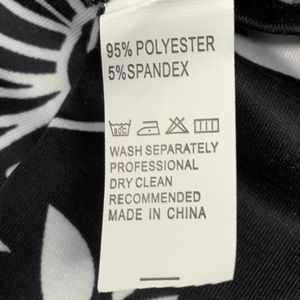 95% POLYESTER
5%SPANDEX
WASH SEPARATELY
PROFESSIONAL
DRY CLEAN
RECOMMENDED
MADE IN CHINA